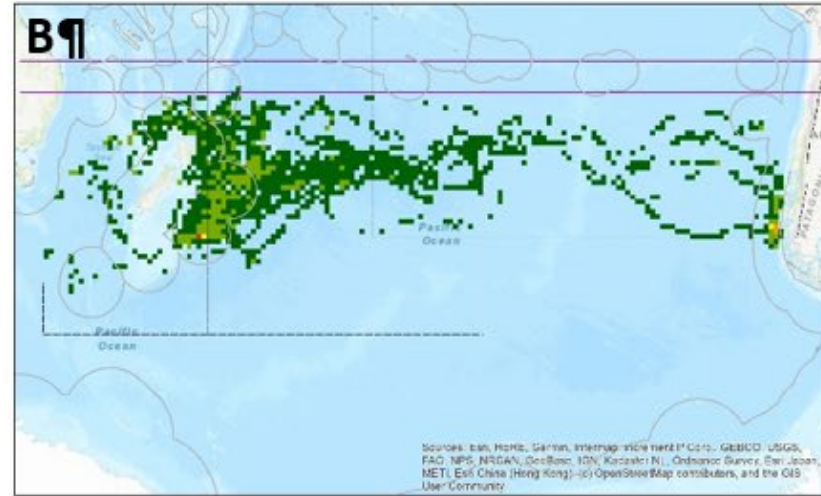 B¶
Pacific
Ocean
PATAGONIA
Pacific
Ocean
Sources: Esri, HERE, Garmin, Intermap, increment P Corp., GEBCO, USGS,
FAO, NPS, NRCAN, GeoBase, IGN, Kadaster NL, Ordnance Survey, Esri Japan,
METI, Esri China (Hong Kong), (c) OpenStreetMap contributors, and the GIS
User Community